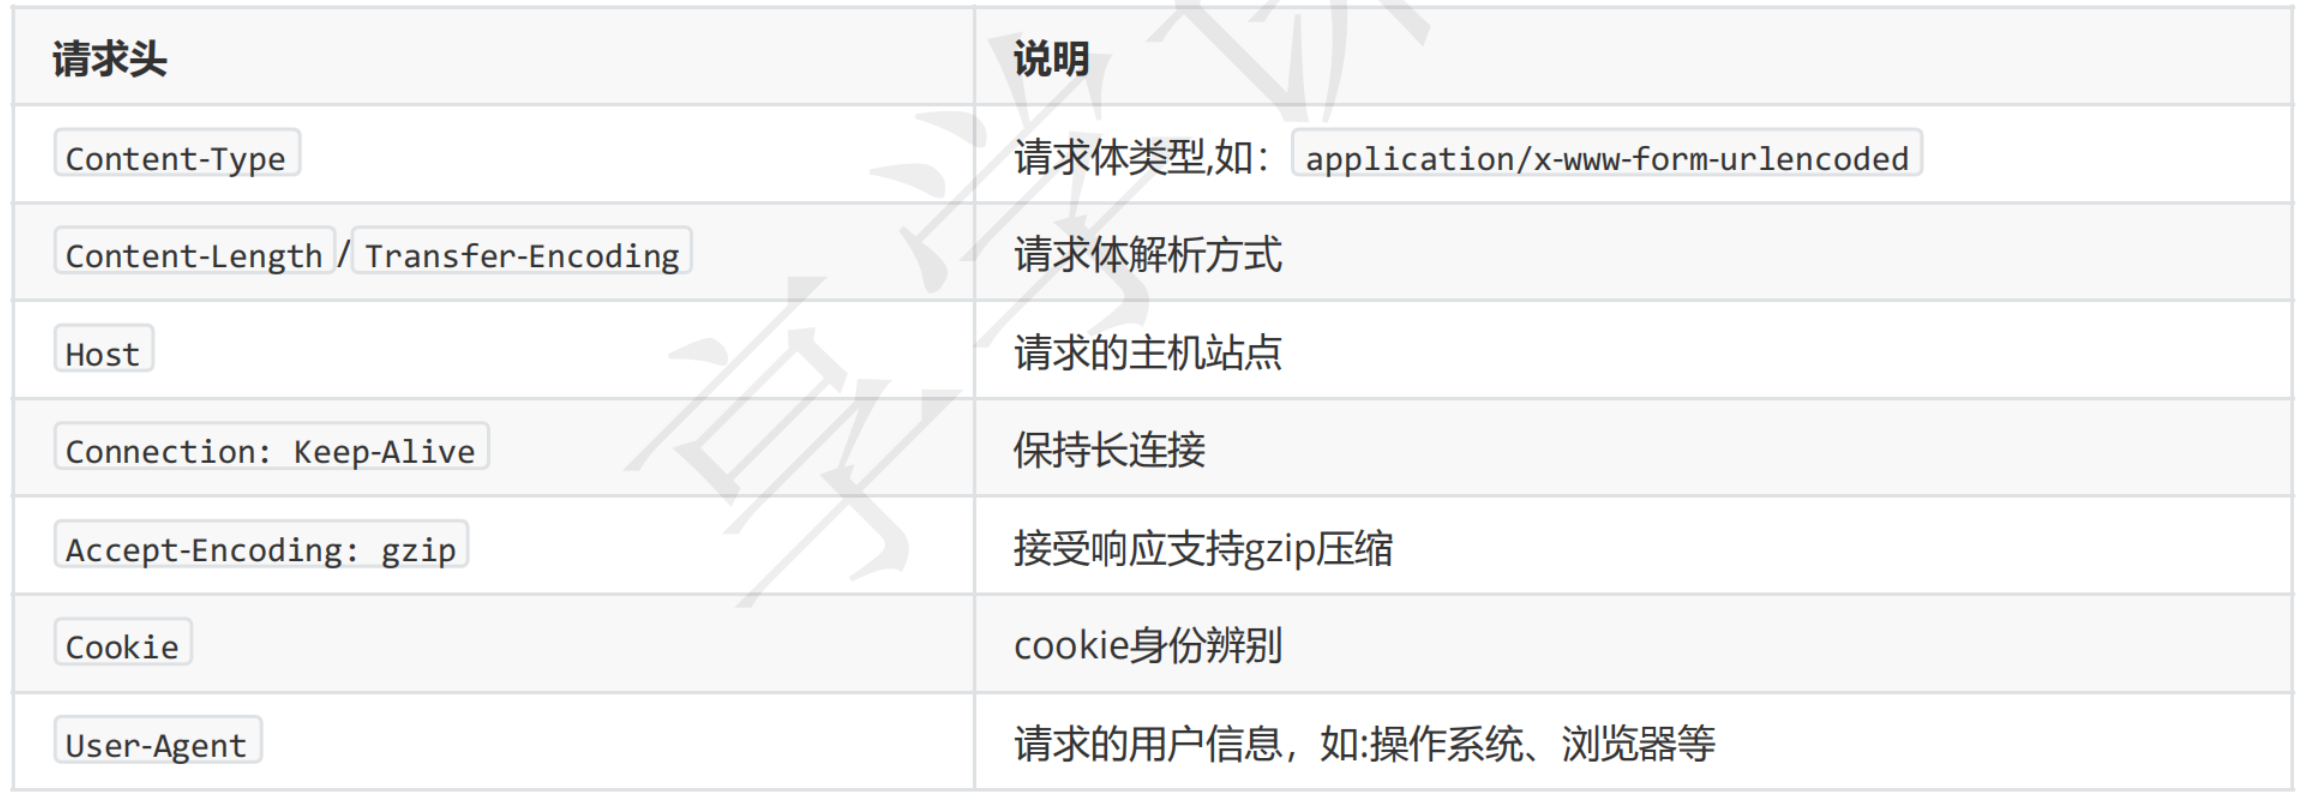 请求头 说明
Content-Type 请求体类型,如：application/x-www-form-urlencoded
Content-Length/Transfer-Encoding 请求体解析方式
Host 请求的主机站点
Connection: Keep-Alive 保持长连接
Accept-Encoding: gzip 接受响应支持gzip压缩
Cookie cookie身份辨别
User-Agent 请求的用户信息，如:操作系统、浏览器等
享学